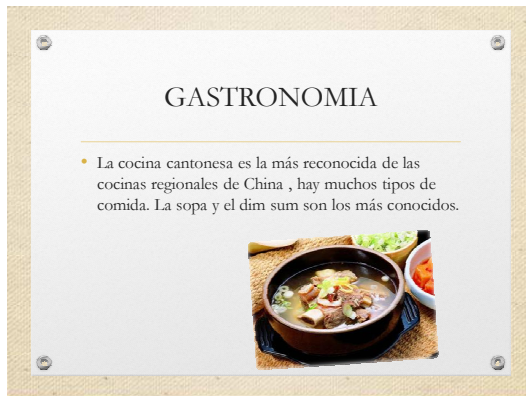 GASTRONOMIA
• La cocina cantonesa es la más reconocida de las
cocinas regionales de China , hay muchos tipos de
comida. La sopa y el dim sum son los más conocidos.